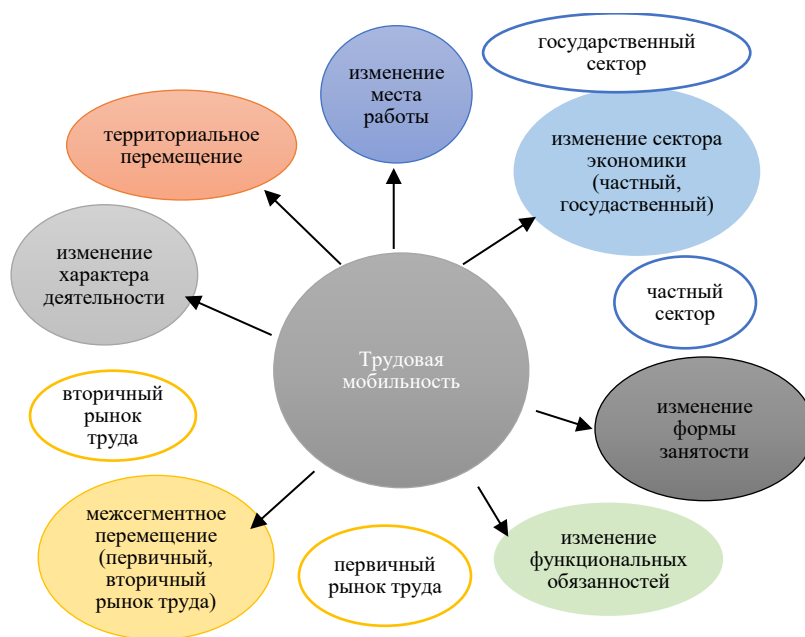 государственный
сектор
изменение
места
работы
изменение сектора
экономики
(частный,
госудаственный)
территориальное
перемещение
изменение
характера
деятельности
частный
сектор
Трудовая
мобильность
вторичный
рынок
труда
изменение
формы
занятости
межсегментное
перемещение
(первичный,
вторичный
рынок труда)
первичный
рынок труда
изменение
функциональных
обязанностей